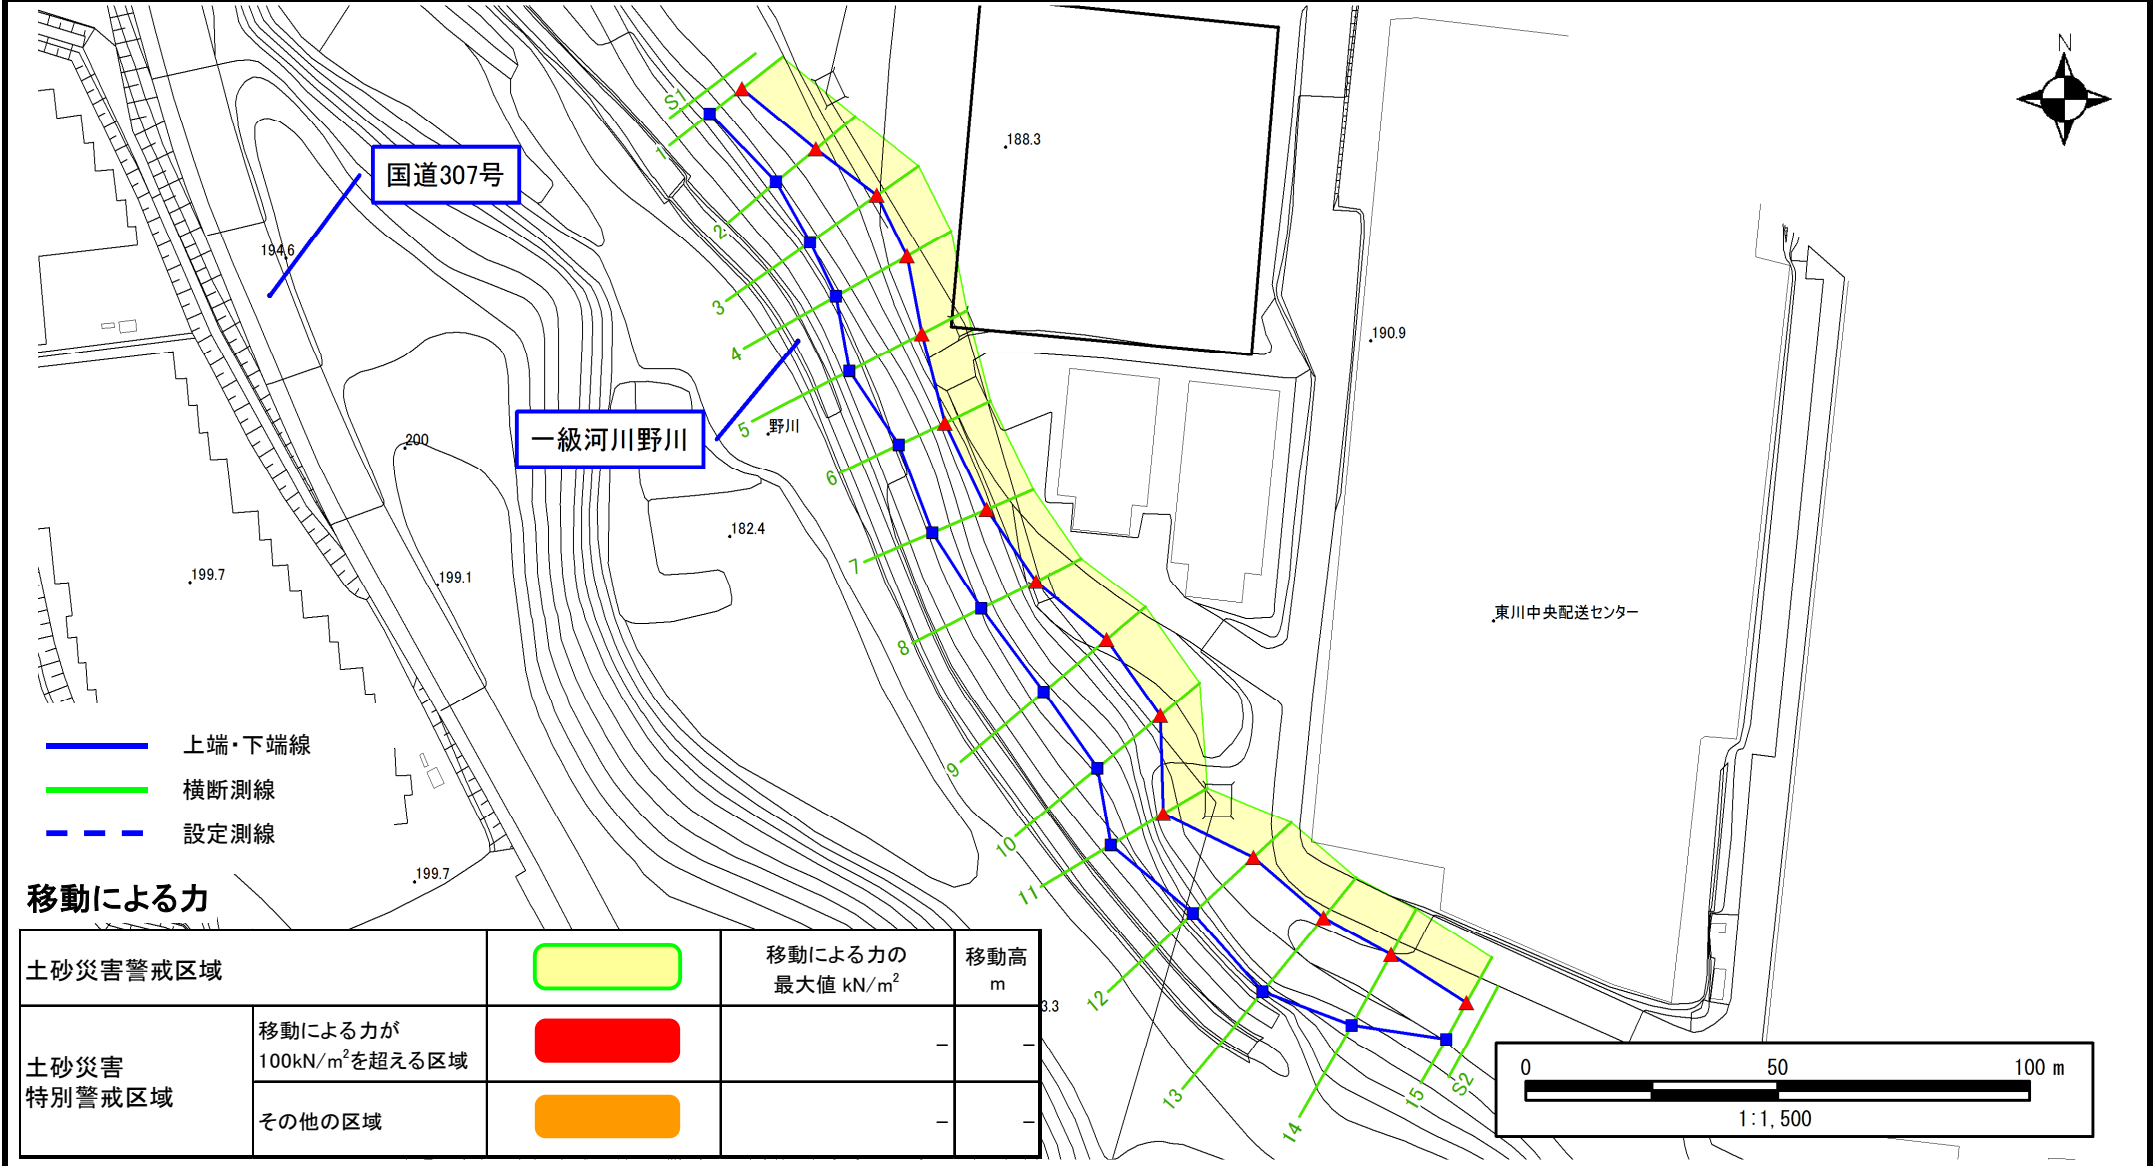 N
S1
1
188.3
国道307号
194.6
2
3
4
190.9
5
野川
200
一級河川野川
6
182.4
7
199.7
199.1
東川中央配送センター
8
上端・下端線
9
横断測線
設定測線
10
199.7
11
移動による力
土砂災害警戒区域
移動による力の
最大値 kN/m²
移動高
m
3.3
12
土砂災害
特別警戒区域
移動による力が
100kN/m²を超える区域
－
－
その他の区域
－
－
13
14
15
S2
0 50 100 m
1:1,500